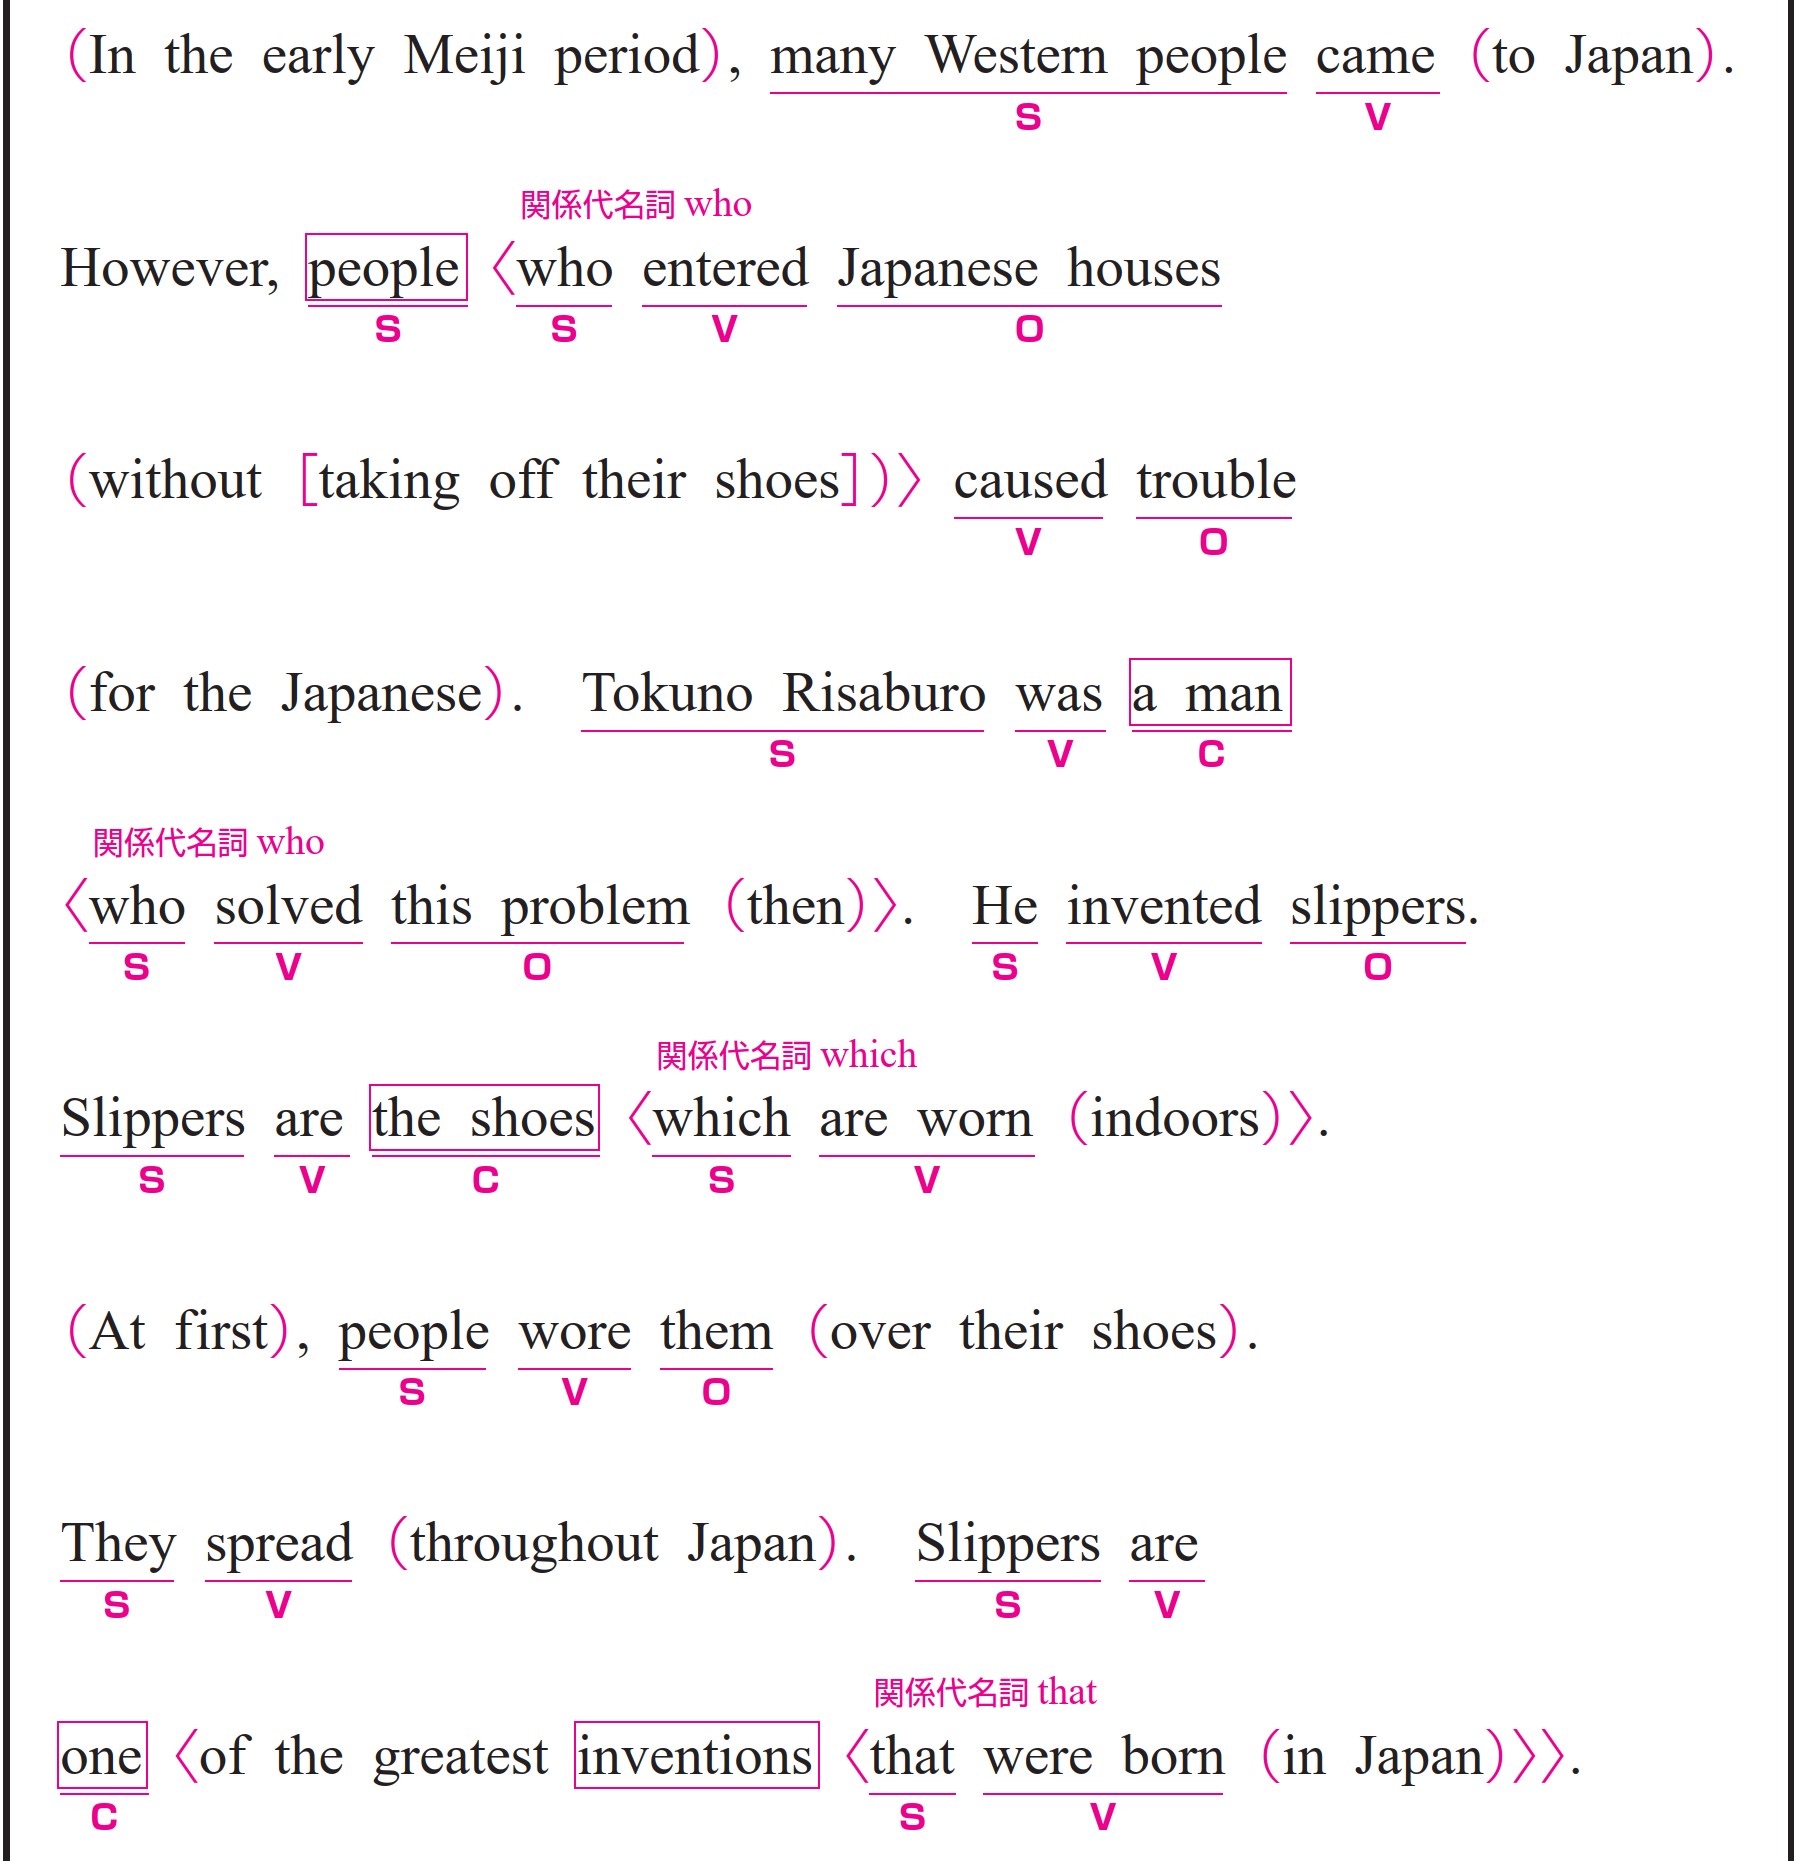 (In the early Meiji period), many Western people came (to Japan).
S V
関係代名詞 who
However, people 〈who entered Japanese houses
S S V O
(without [taking off their shoes])〉 caused trouble
V O
(for the Japanese). Tokuno Risaburo was a man
S V C
関係代名詞 who
〈who solved this problem (then)〉. He invented slippers.
S V O S V O
関係代名詞 which
Slippers are the shoes 〈which are worn (indoors)〉.
S V C S V
(At first), people wore them (over their shoes).
S V O
They spread (throughout Japan). Slippers are
S V S V
関係代名詞 that
one 〈of the greatest inventions 〈that were born (in Japan)〉〉.
C S V